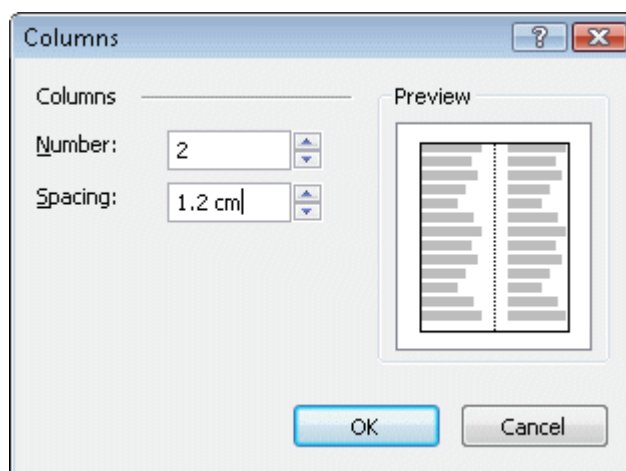 Columns
Columns
Number: 2
Spacing: 1.2 cm
Preview
OK Cancel